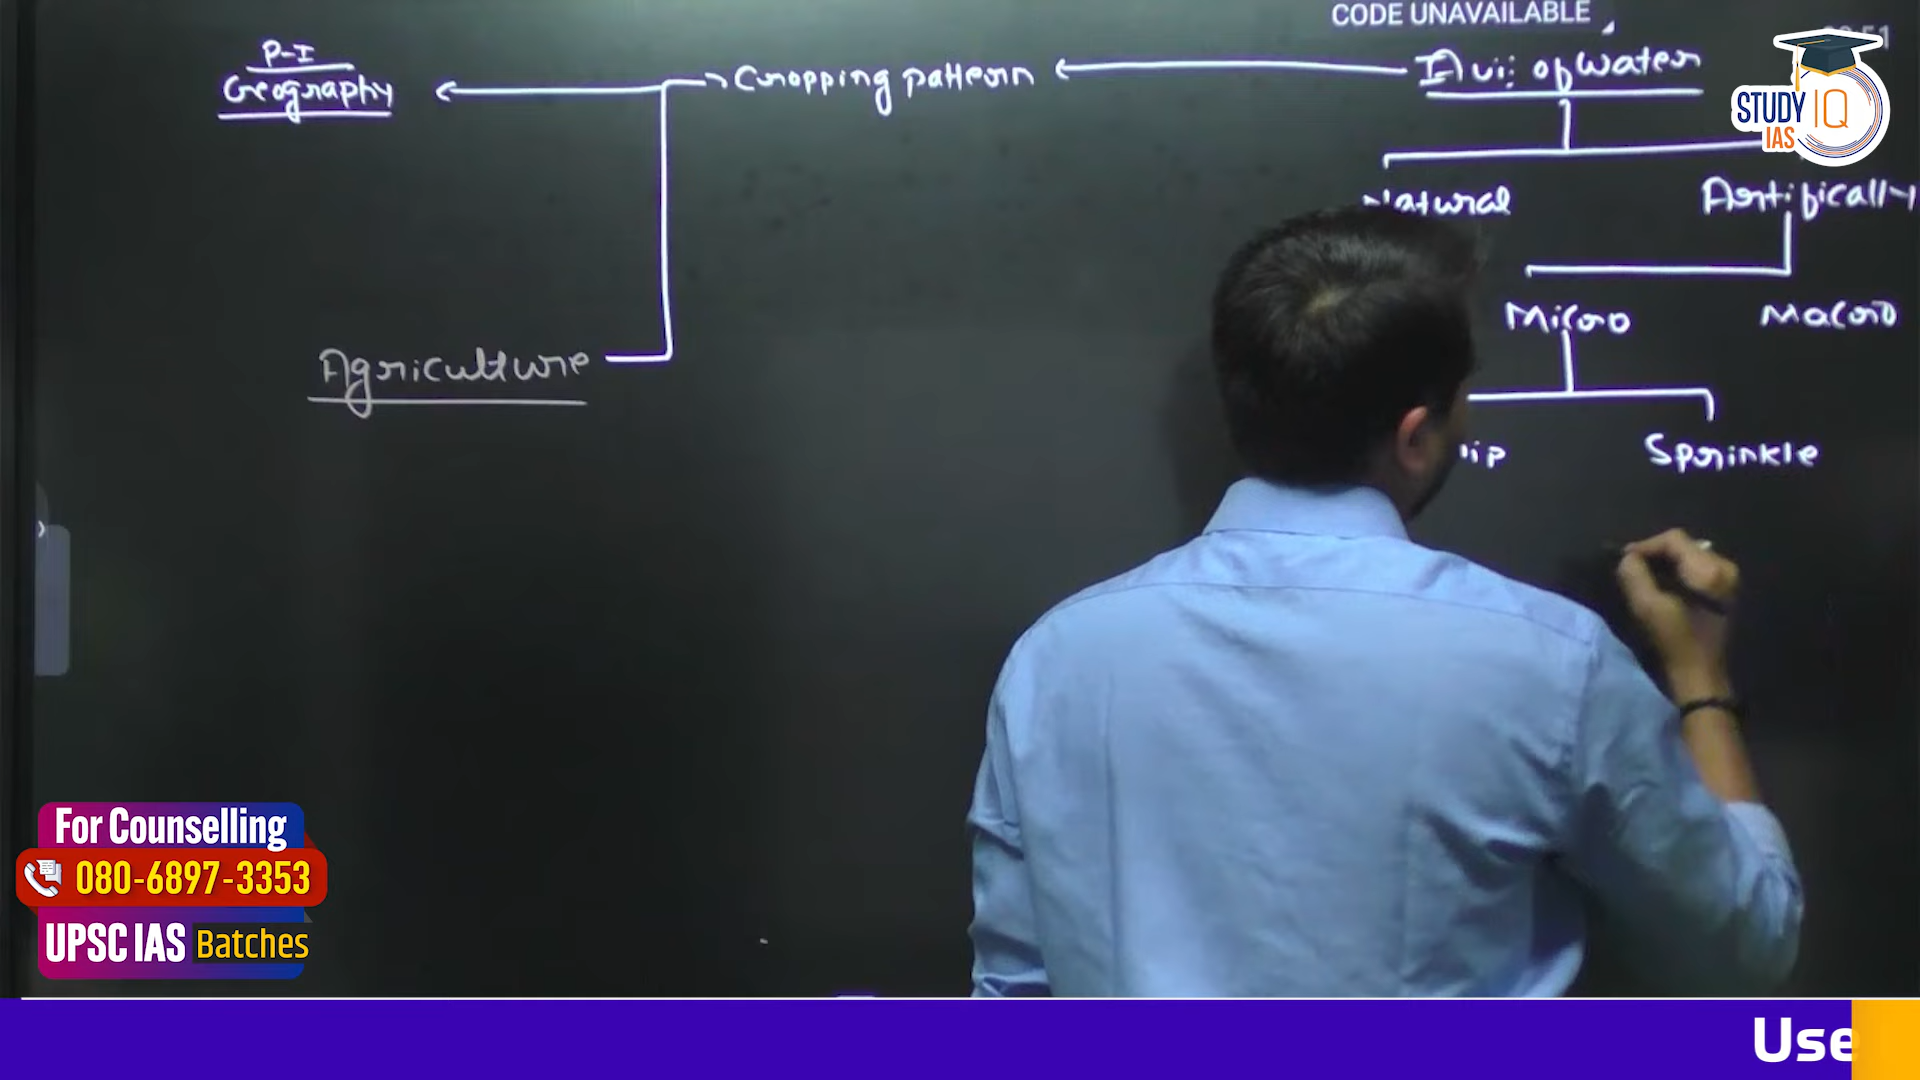 CODE UNAVAILABLE
P-I
Geography
Cropping pattern
Avi: of water
STUDY IQ
IAS
Natural
Artifically
Micro
Macro
Sprinkle
Agriculture
For Counselling
080-6897-3353
UPSC IAS Batches
Use